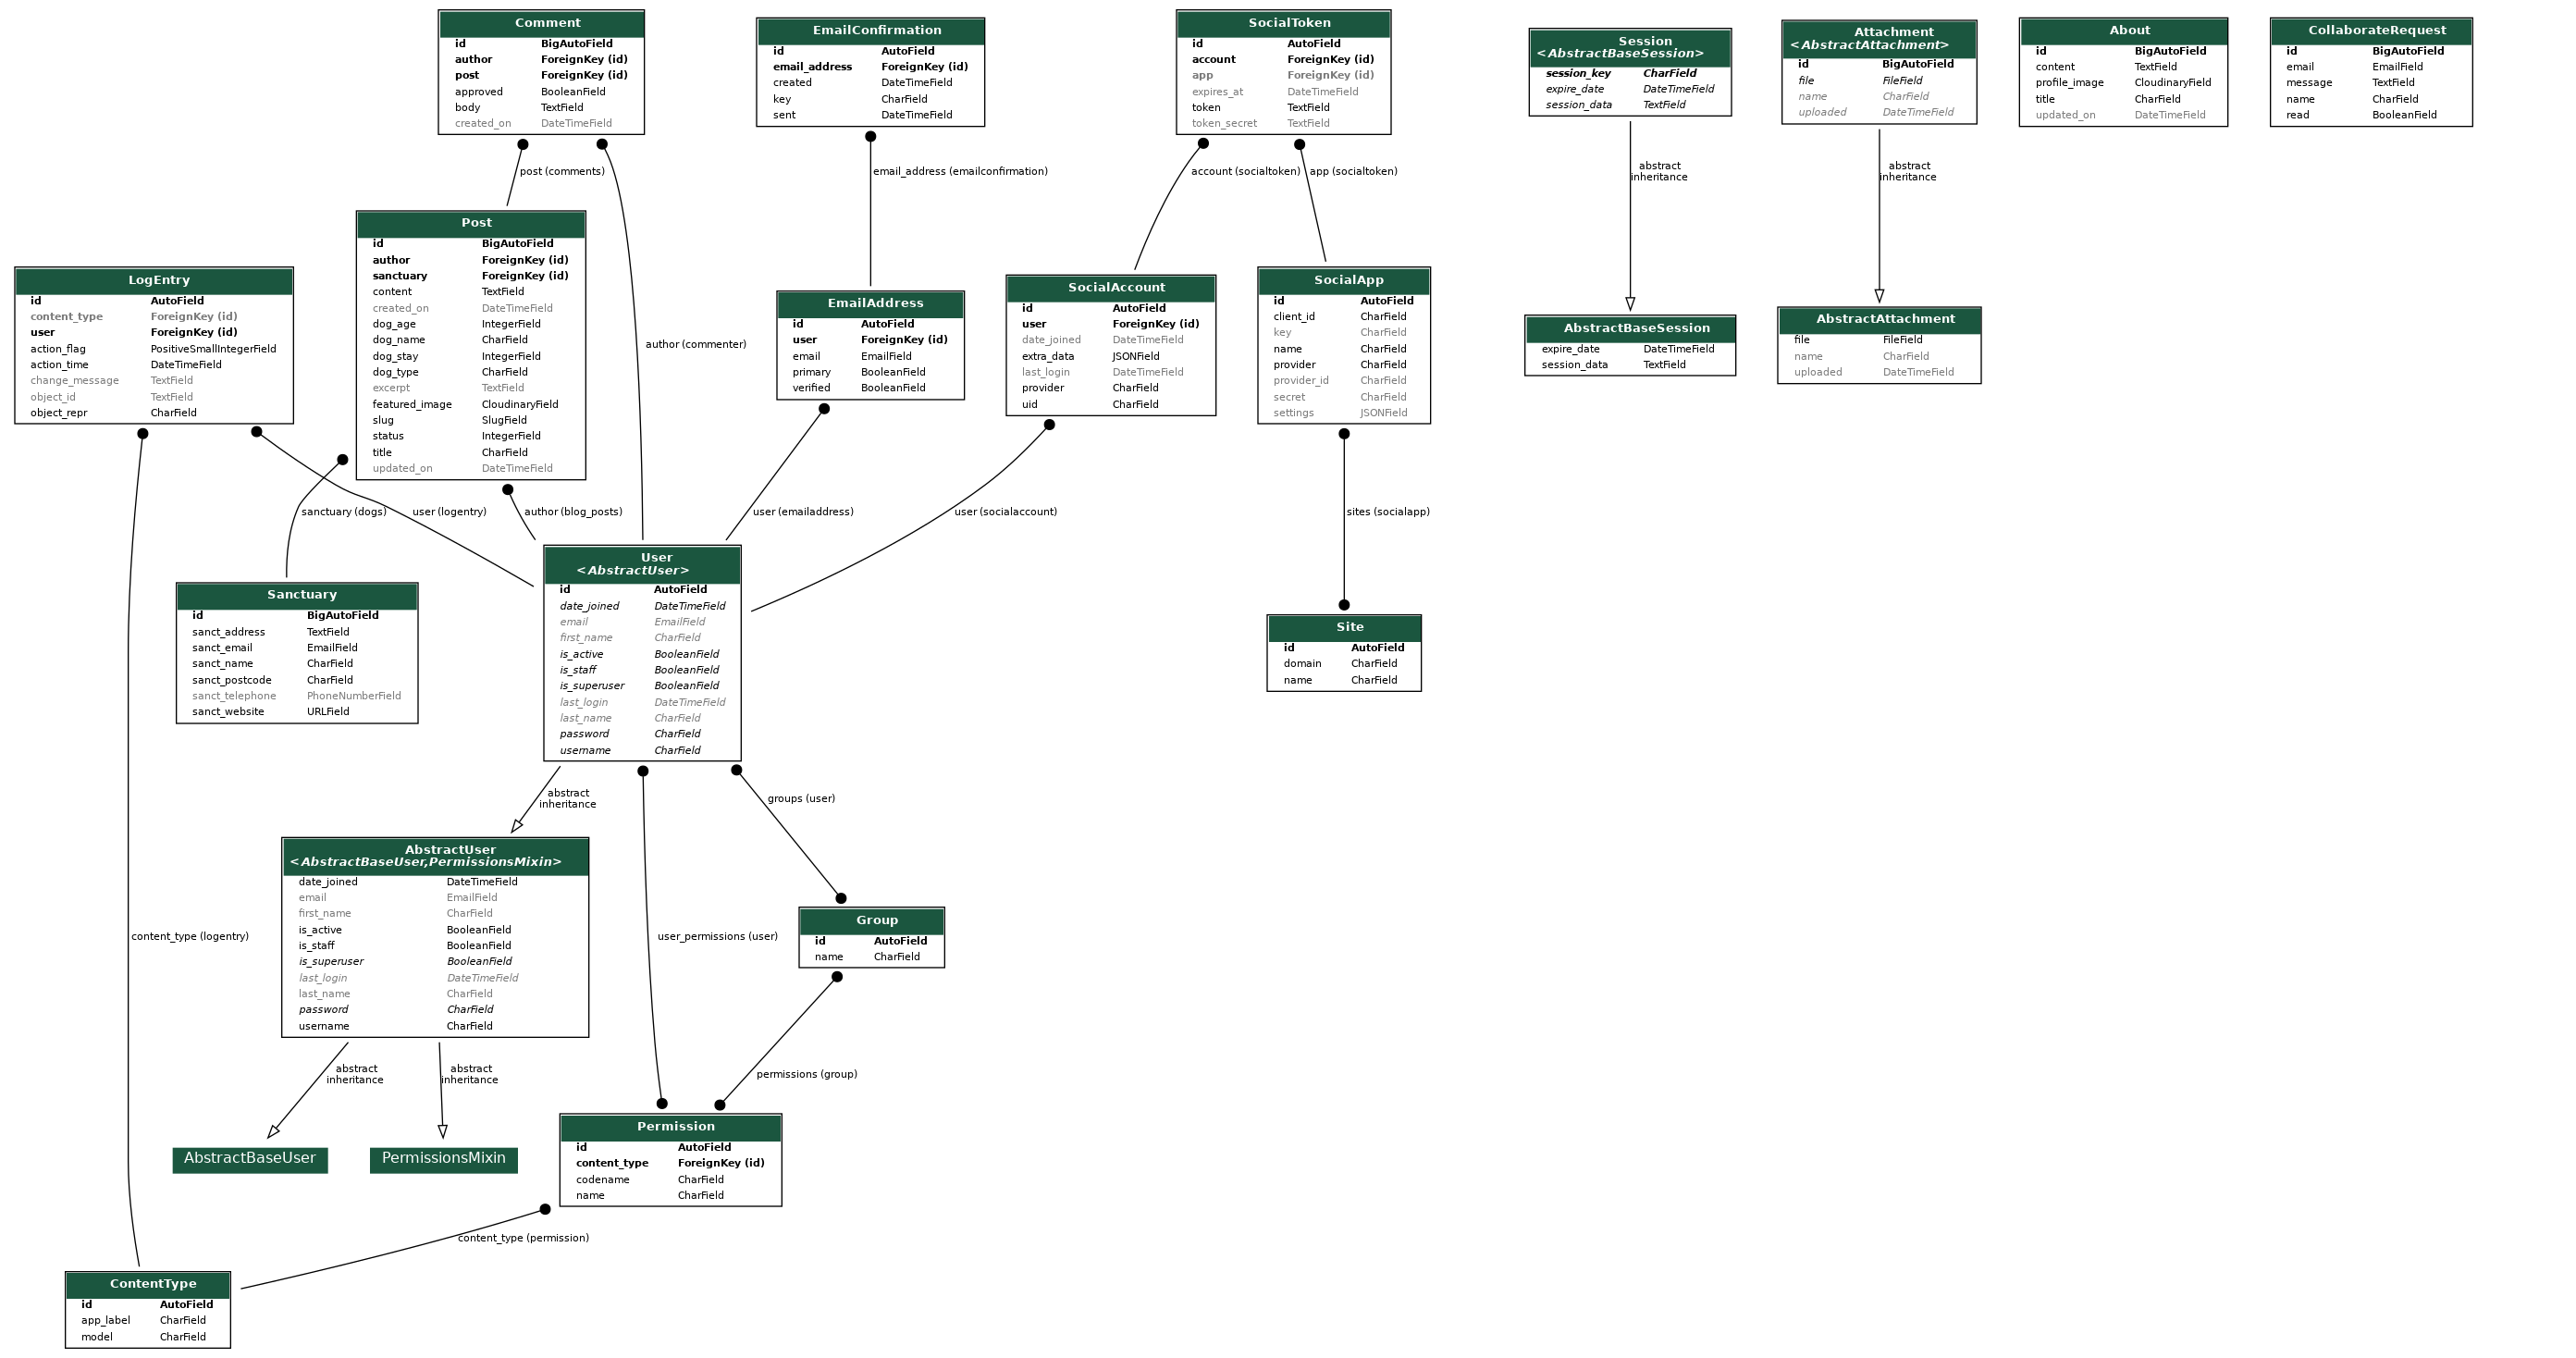 Comment
id BigAutoField
author ForeignKey (id)
post ForeignKey (id)
approved BooleanField
body TextField
created_on DateTimeField
EmailConfirmation
id AutoField
email_address ForeignKey (id)
created DateTimeField
key CharField
sent DateTimeField
SocialToken
id AutoField
account ForeignKey (id)
app ForeignKey (id)
expires_at DateTimeField
token TextField
token_secret TextField
Session
<AbstractBaseSession>
session_key CharField
expire_date DateTimeField
session_data TextField
Attachment
<AbstractAttachment>
id BigAutoField
file FileField
name CharField
uploaded DateTimeField
About
id BigAutoField
content TextField
profile_image CloudinaryField
title CharField
updated_on DateTimeField
CollaborateRequest
id BigAutoField
email EmailField
message TextField
name CharField
read BooleanField
post (comments)
email_address (emailconfirmation)
account (socialtoken)
app (socialtoken)
abstract
inheritance
abstract
inheritance
Post
id BigAutoField
author ForeignKey (id)
sanctuary ForeignKey (id)
content TextField
created_on DateTimeField
dog_age IntegerField
dog_name CharField
dog_stay IntegerField
dog_type CharField
excerpt TextField
featured_image CloudinaryField
slug SlugField
status IntegerField
title CharField
updated_on DateTimeField
LogEntry
id AutoField
content_type ForeignKey (id)
user ForeignKey (id)
action_flag PositiveSmallIntegerField
action_time DateTimeField
change_message TextField
object_id TextField
object_repr CharField
author (commenter)
EmailAddress
id AutoField
user ForeignKey (id)
email EmailField
primary BooleanField
verified BooleanField
SocialAccount
id AutoField
user ForeignKey (id)
date_joined DateTimeField
extra_data JSONField
last_login DateTimeField
provider CharField
uid CharField
SocialApp
id AutoField
client_id CharField
key CharField
name CharField
provider CharField
provider_id CharField
secret CharField
settings JSONField
AbstractBaseSession
expire_date DateTimeField
session_data TextField
AbstractAttachment
file FileField
name CharField
uploaded DateTimeField
sanctuary (dogs)
user (logentry)
author (blog_posts)
user (emailaddress)
user (socialaccount)
sites (socialapp)
Sanctuary
id BigAutoField
sanct_address TextField
sanct_email EmailField
sanct_name CharField
sanct_postcode CharField
sanct_telephone PhoneNumberField
sanct_website URLField
User
<AbstractUser>
id AutoField
date_joined DateTimeField
email EmailField
first_name CharField
is_active BooleanField
is_staff BooleanField
is_superuser BooleanField
last_login DateTimeField
last_name CharField
password CharField
username CharField
Site
id AutoField
domain CharField
name CharField
abstract
inheritance
groups (user)
AbstractUser
<AbstractBaseUser,PermissionsMixin>
date_joined DateTimeField
email EmailField
first_name CharField
is_active BooleanField
is_staff BooleanField
is_superuser BooleanField
last_login DateTimeField
last_name CharField
password CharField
username CharField
content_type (logentry)
user_permissions (user)
Group
id AutoField
name CharField
abstract
inheritance
abstract
inheritance
permissions (group)
AbstractBaseUser
PermissionsMixin
Permission
id AutoField
content_type ForeignKey (id)
codename CharField
name CharField
content_type (permission)
ContentType
id AutoField
app_label CharField
model CharField